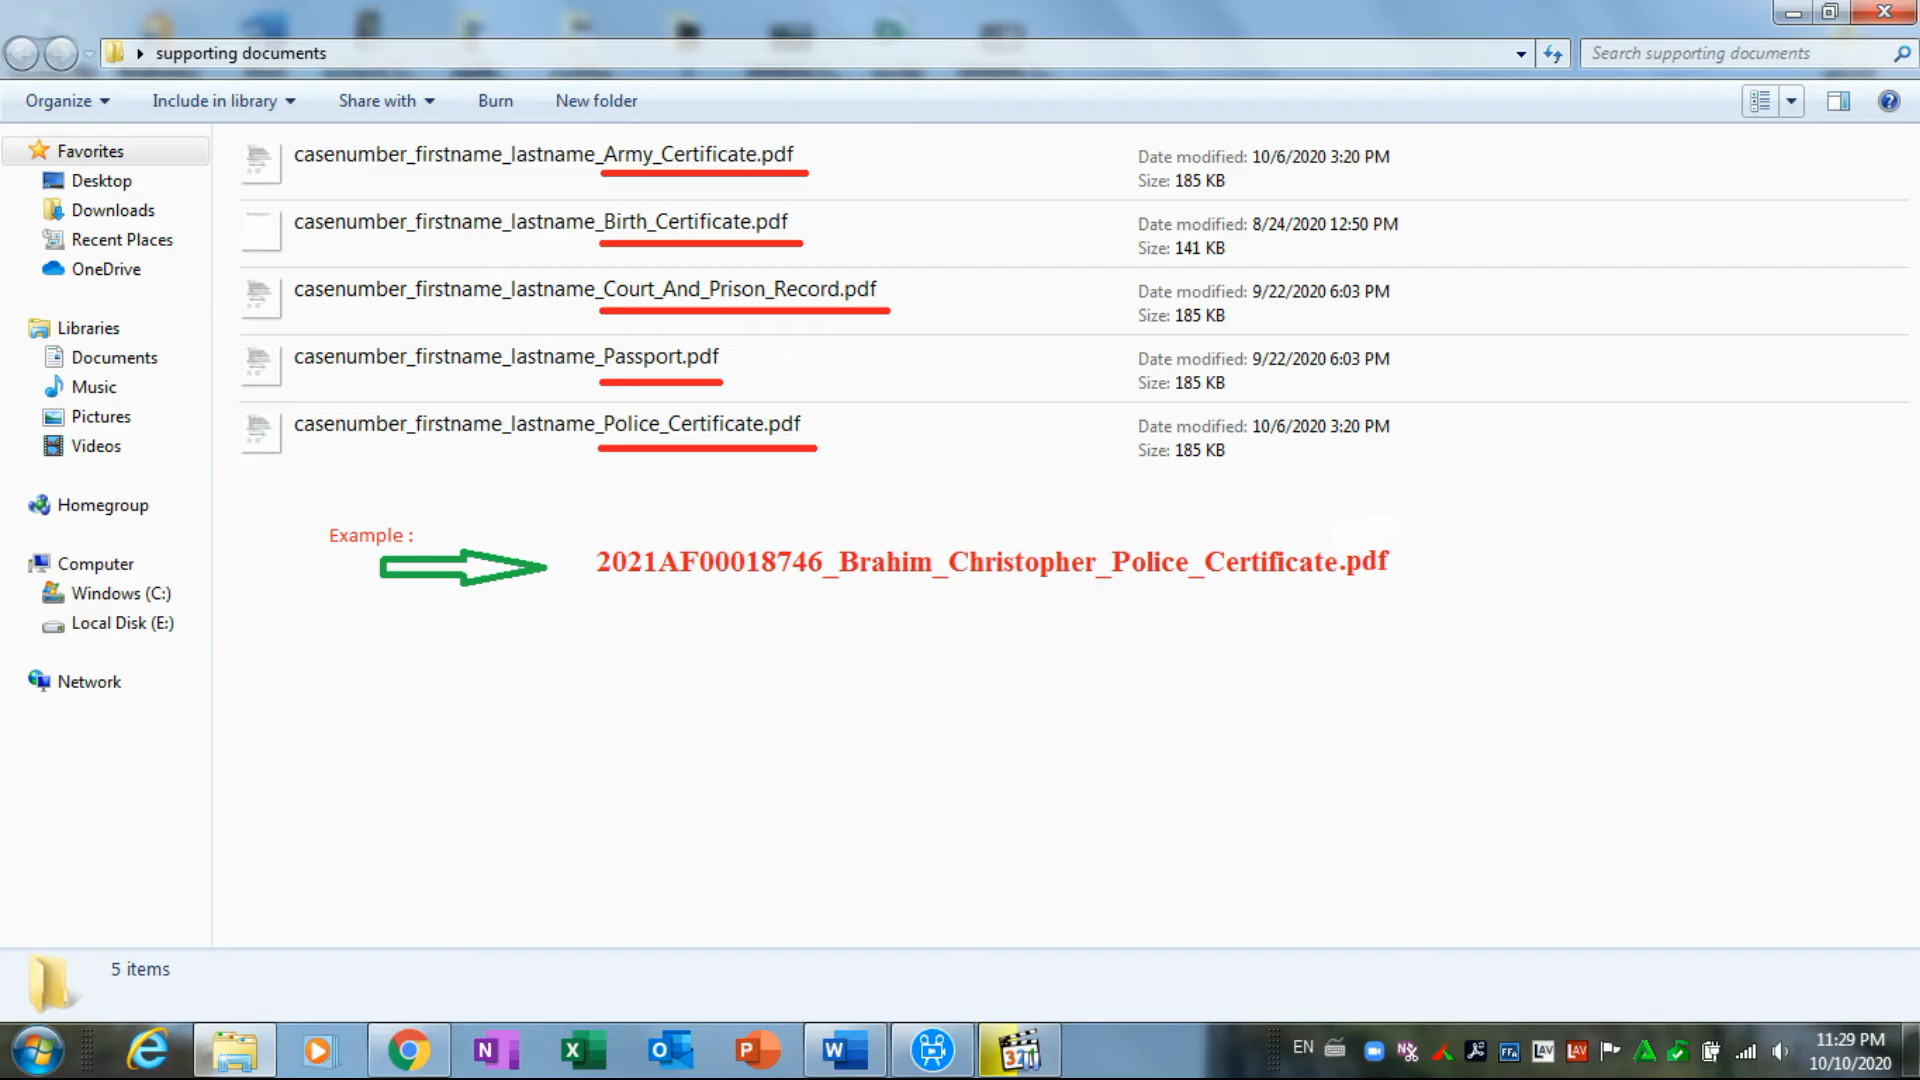 supporting documents
Search supporting documents
Organize
Include in library
Share with
Burn
New folder
Favorites
Desktop
Downloads
Recent Places
OneDrive
Libraries
Documents
Music
Pictures
Videos
Homegroup
Computer
Windows (C:)
Local Disk (E:)
Network
casenumber_firstname_lastname_Army_Certificate.pdf
Date modified: 10/6/2020 3:20 PM
Size: 185 KB
casenumber_firstname_lastname_Birth_Certificate.pdf
Date modified: 8/24/2020 12:50 PM
Size: 141 KB
casenumber_firstname_lastname_Court_And_Prison_Record.pdf
Date modified: 9/22/2020 6:03 PM
Size: 185 KB
casenumber_firstname_lastname_Passport.pdf
Date modified: 9/22/2020 6:03 PM
Size: 185 KB
casenumber_firstname_lastname_Police_Certificate.pdf
Date modified: 10/6/2020 3:20 PM
Size: 185 KB
Example :
2021AF00018746_Brahim_Christopher_Police_Certificate.pdf
5 items
N
X
O
P
W
321
EN
FFA
LAV
LAV
11:29 PM
10/10/2020